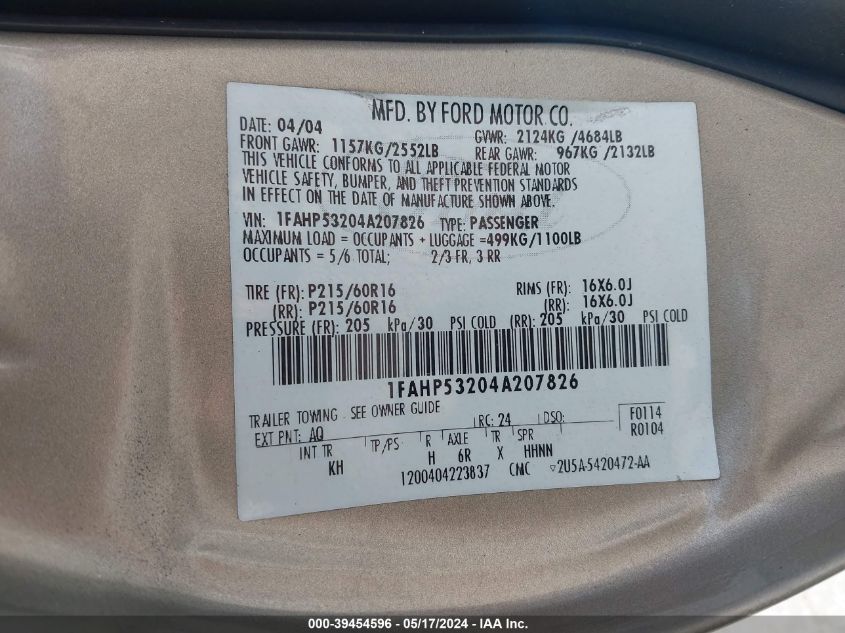 MFD. BY FORD MOTOR CO.
DATE: 04/04 GVWR: 2124KG /4684LB
FRONT GAWR: 1157KG/2552LB REAR GAWR: 967KG /2132LB
THIS VEHICLE CONFORMS TO ALL APPLICABLE FEDERAL MOTOR
VEHICLE SAFETY, BUMPER, AND THEFT PREVENTION STANDARDS
IN EFFECT ON THE DATE OF MANUFACTURE SHOWN ABOVE.
VIN: 1FAHP53204A207826 TYPE: PASSENGER
MAXIMUM LOAD = OCCUPANTS + LUGGAGE =499KG/1100LB
OCCUPANTS = 5/6 TOTAL; 2/3 FR, 3 RR
TIRE (FR): P215/60R16 RIMS (FR): 16X6.0J
(RR): P215/60R16 (RR): 16X6.0J
PRESSURE (FR): 205 kPa/30 PSI COLD (RR): 205 kPa/30 PSI COLD
1FAHP53204A207826
TRAILER TOWING - SEE OWNER GUIDE
EXT PNT: AQ RC: 24 DSO: F0114
R0104
INT TR TP/PS R AXLE TR SPR
KH H 6R X HHNN
1200404223837 CMC ▽2U5A-5420472-AA
000-39454596 - 05/17/2024 - IAA Inc.